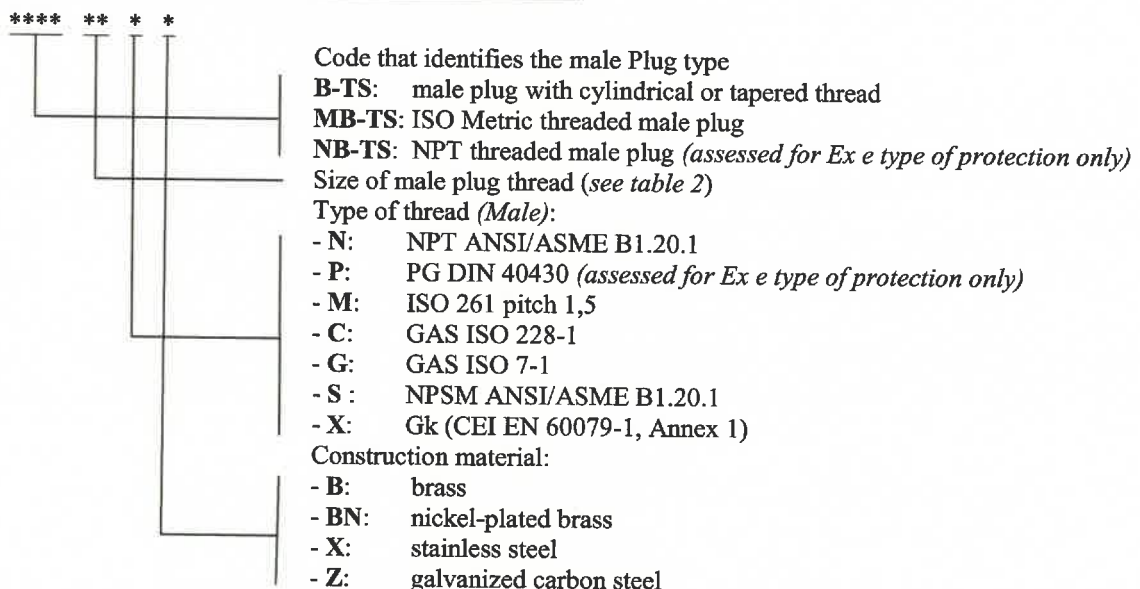 **** ** * *
Code that identifies the male Plug type
B-TS: male plug with cylindrical or tapered thread
MB-TS: ISO Metric threaded male plug
NB-TS: NPT threaded male plug (assessed for Ex e type of protection only)
Size of male plug thread (see table 2)
Type of thread (Male):
- N: NPT ANSI/ASME B1.20.1
- P: PG DIN 40430 (assessed for Ex e type of protection only)
- M: ISO 261 pitch 1,5
- C: GAS ISO 228-1
- G: GAS ISO 7-1
- S : NPSM ANSI/ASME B1.20.1
- X: Gk (CEI EN 60079-1, Annex 1)
Construction material:
- B: brass
- BN: nickel-plated brass
- X: stainless steel
- Z: galvanized carbon steel